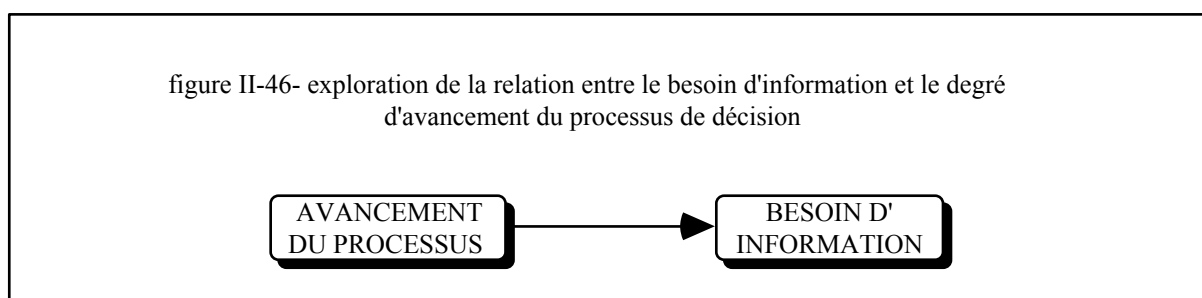 figure II-46- exploration de la relation entre le besoin d'information et le degré
d'avancement du processus de décision
AVANCEMENT
DU PROCESSUS
BESOIN D'
INFORMATION